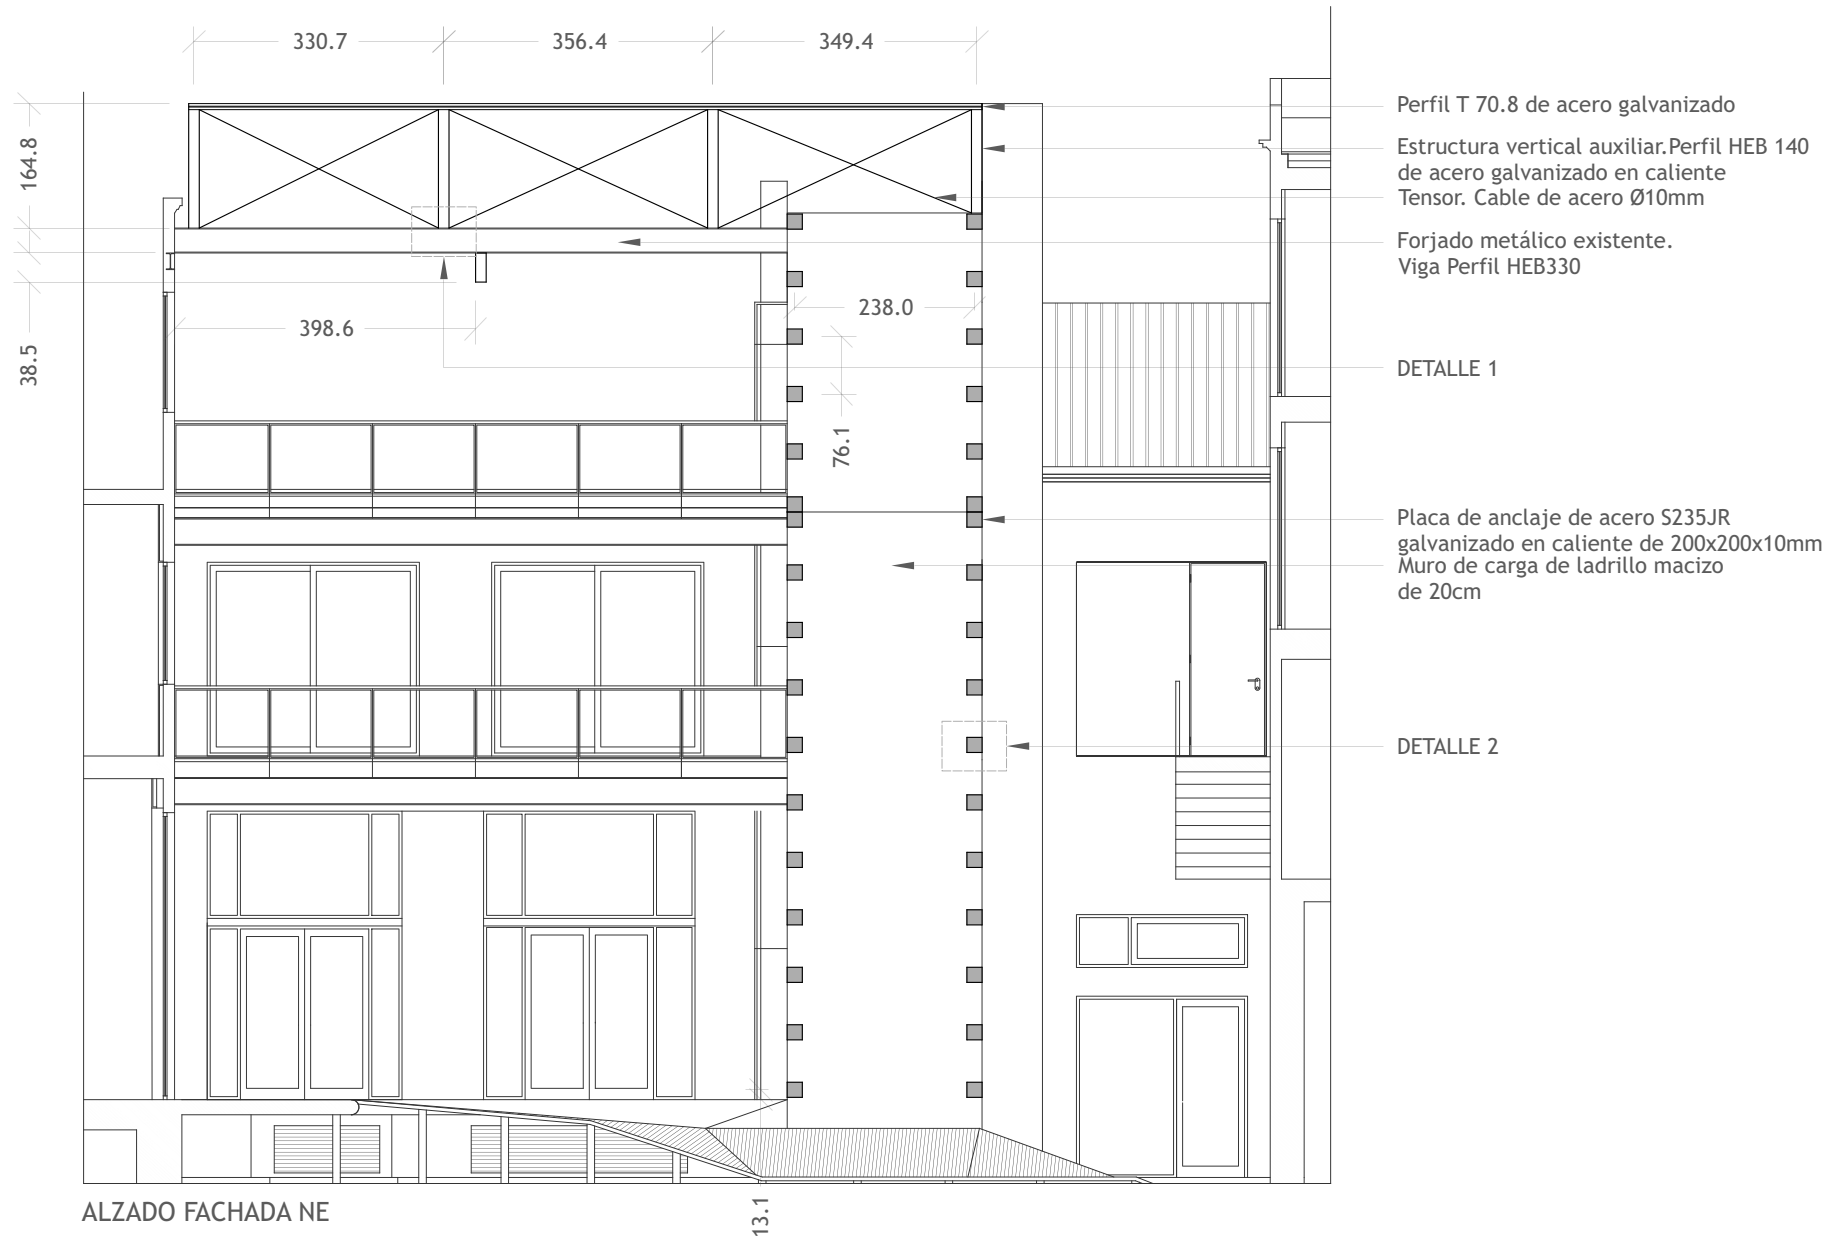 330.7
356.4
349.4
164.8
38.5
398.6
238.0
76.1
Perfil T 70.8 de acero galvanizado
Estructura vertical auxiliar.Perfil HEB 140
de acero galvanizado en caliente
Tensor. Cable de acero Ø10mm
Forjado metálico existente.
Viga Perfil HEB330
DETALLE 1
Placa de anclaje de acero S235JR
galvanizado en caliente de 200x200x10mm
Muro de carga de ladrillo macizo
de 20cm
DETALLE 2
13.1
ALZADO FACHADA NE